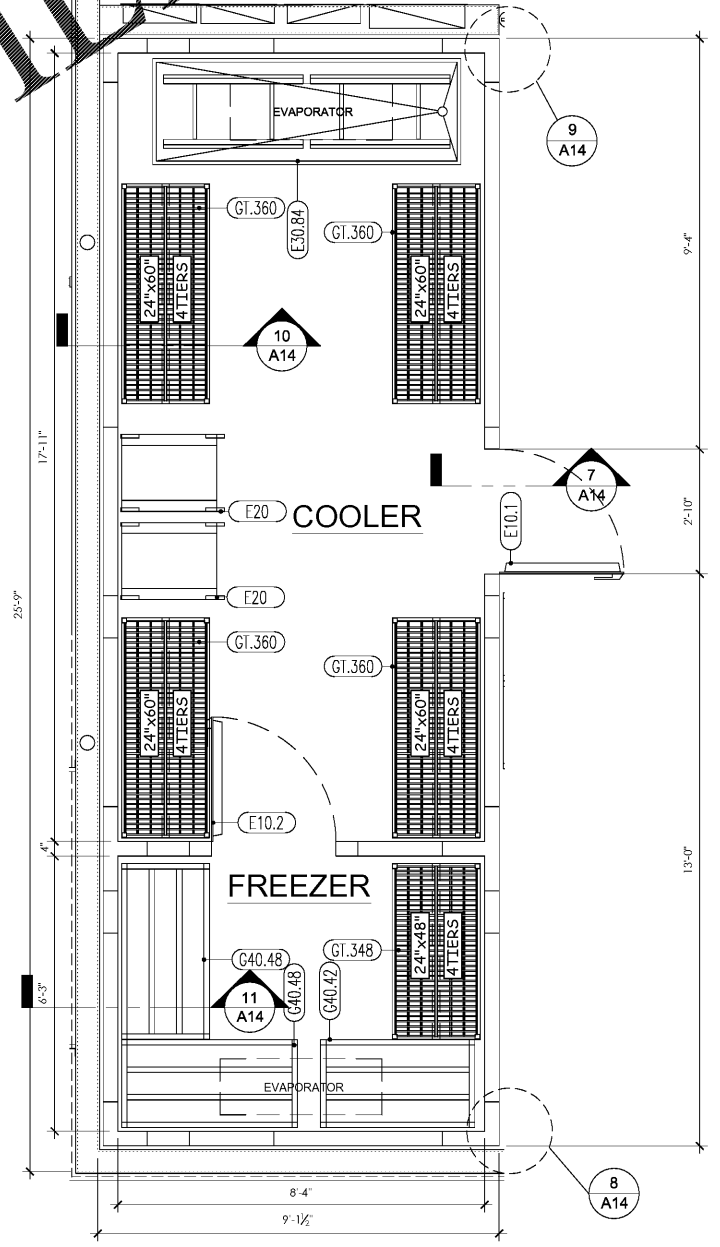 EVAPORATOR
9
A14
GT.360
E30.84
GT.360
9'-4"
24"x60"
4TIERS
24"x60"
4TIERS
10
A14
17'-11"
7
A14
E20
COOLER
E10.1
2'-10"
E20
25'-9"
GT.360
GT.360
24"x60"
4TIERS
24"x60"
4TIERS
E10.2
4"
FREEZER
13'-0"
24"x48"
4TIERS
GT.348
G40.48
G40.48
G40.42
6'-3"
11
A14
EVAPORATOR
8
A14
8'-4"
9'-1½"